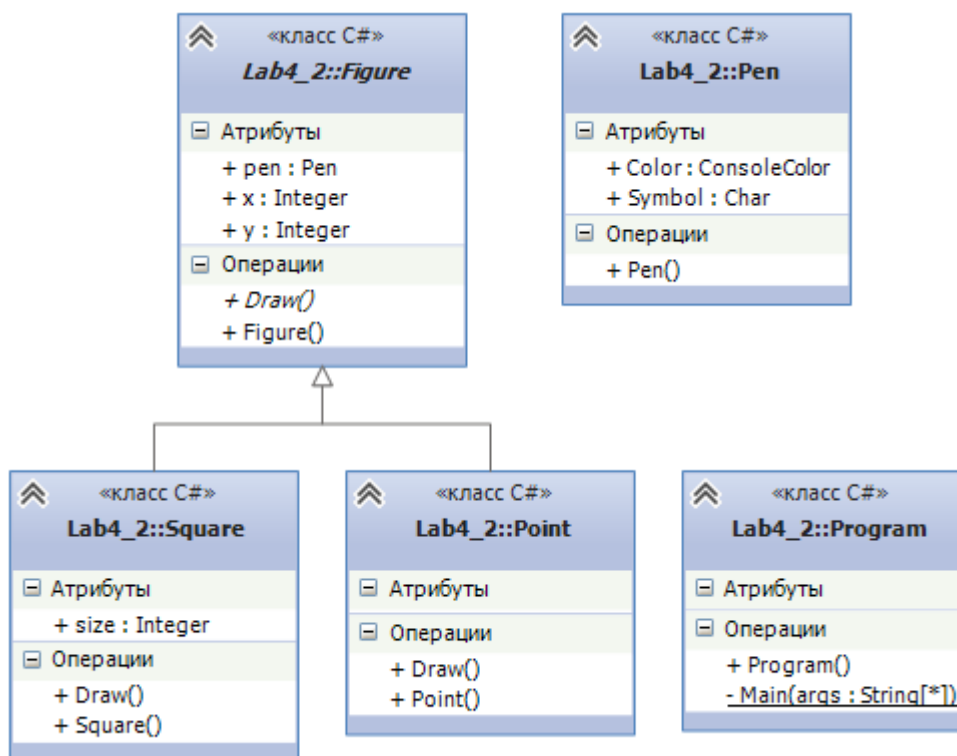 «класс C#»
Lab4_2::Figure
Атрибуты
+ pen : Pen
+ x : Integer
+ y : Integer
Операции
+ Draw()
+ Figure()
«класс C#»
Lab4_2::Pen
Атрибуты
+ Color : ConsoleColor
+ Symbol : Char
Операции
+ Pen()
«класс C#»
Lab4_2::Square
Атрибуты
+ size : Integer
Операции
+ Draw()
+ Square()
«класс C#»
Lab4_2::Point
Атрибуты
Операции
+ Draw()
+ Point()
«класс C#»
Lab4_2::Program
Атрибуты
Операции
+ Program()
- Main(args : String[*])